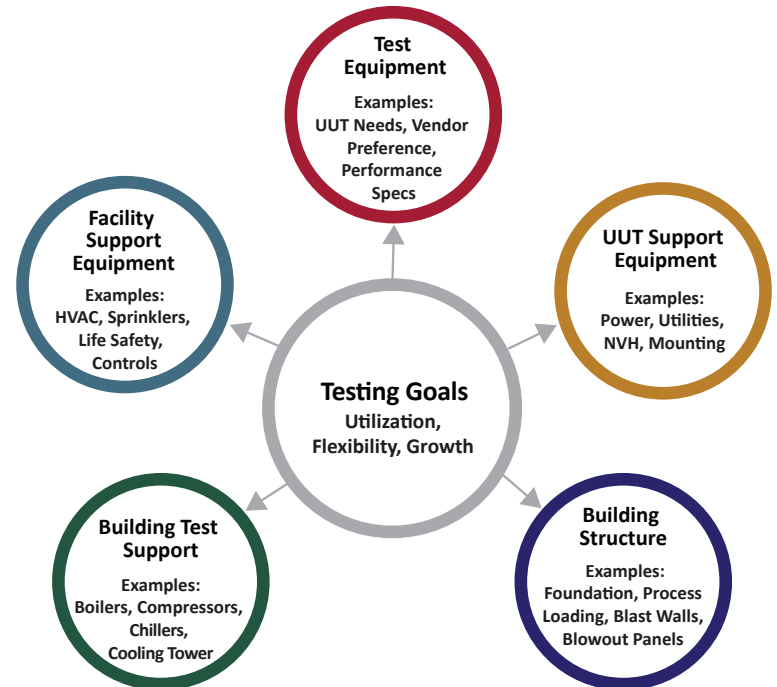 Test
Equipment
Examples:
UUT Needs, Vendor
Preference,
Performance
Specs
Facility
Support
Equipment
Examples:
HVAC, Sprinklers,
Life Safety,
Controls
UUT Support
Equipment
Examples:
Power, Utilities,
NVH, Mounting
Testing Goals
Utilization,
Flexibility, Growth
Building Test
Support
Examples:
Boilers, Compressors,
Chillers,
Cooling Tower
Building
Structure
Examples:
Foundation, Process
Loading, Blast Walls,
Blowout Panels